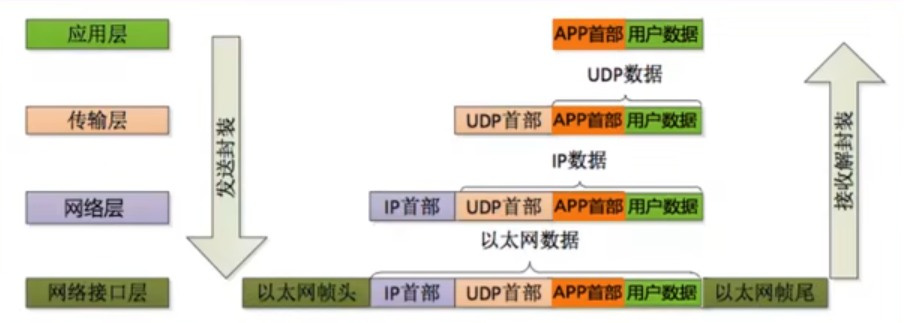 应用层
APP首部 用户数据
UDP数据
传输层
UDP首部 APP首部 用户数据
IP数据
网络层
IP首部 UDP首部 APP首部 用户数据
以太网数据
网络接口层
以太网帧头 IP首部 UDP首部 APP首部 用户数据 以太网帧尾
发送封装
接收解封装